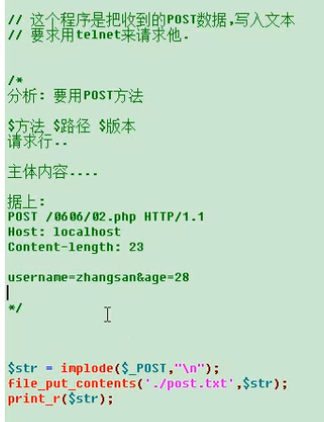 // 这个程序是把收到的POST数据,写入文本
// 要求用telnet来请求他.
/*
分析: 要用POST方法
$方法 $路径 $版本
请求行..
主体内容....
据上:
POST /0606/02.php HTTP/1.1
Host: localhost
Content-length: 23
username=zhangsan&age=28
*/
$str = implode($_POST,"\n");
file_put_contents('./post.txt',$str);
print_r($str);